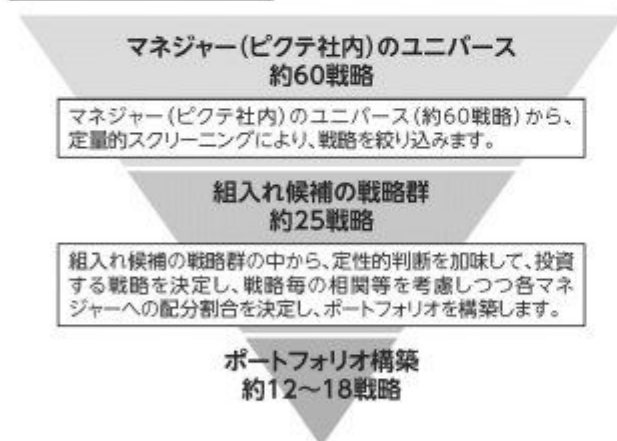 マネジャー(ピクテ社内)のユニバース
約60戦略
マネジャー(ピクテ社内)のユニバース(約60戦略)から、
定量的スクリーニングにより、戦略を絞り込みます。
組入れ候補の戦略群
約25戦略
組入れ候補の戦略群の中から、定性的判断を加味して、投資
する戦略を決定し、戦略毎の相関等を考慮しつつ各マネ
ジャーへの配分割合を決定し、ポートフォリオを構築します。
ポートフォリオ構築
約12～18戦略